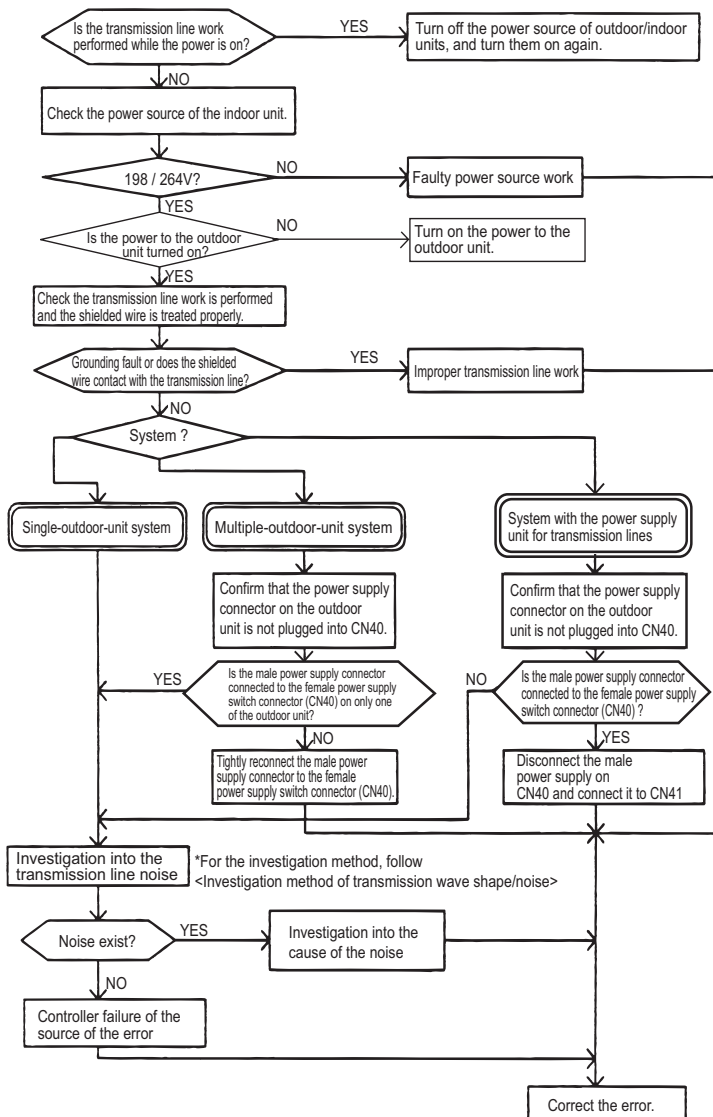 Is the transmission line work
performed while the power is on?
YES
Turn off the power source of outdoor/indoor
units, and turn them on again.
NO
Check the power source of the indoor unit.
198 / 264V?
NO
Faulty power source work
YES
Is the power to the outdoor
unit turned on?
NO
Turn on the power to the
outdoor unit.
YES
Check the transmission line work is performed
and the shielded wire is treated properly.
Grounding fault or does the shielded
wire contact with the transmission line?
YES
Improper transmission line work
NO
System ?
Single-outdoor-unit system
Multiple-outdoor-unit system
System with the power supply
unit for transmission lines
Confirm that the power supply
connector on the outdoor
unit is not plugged into CN40.
Confirm that the power supply
connector on the outdoor
unit is not plugged into CN40.
YES
Is the male power supply connector
connected to the female power supply
switch connector (CN40) on only one
of the outdoor unit?
NO
Is the male power supply connector
connected to the female power supply
switch connector (CN40) ?
NO
YES
Tightly reconnect the male power
supply connector to the female
power supply switch connector (CN40).
Disconnect the male
power supply on
CN40 and connect it to CN41
Investigation into the
transmission line noise
*For the investigation method, follow
<Investigation method of transmission wave shape/noise>
Noise exist?
YES
Investigation into the
cause of the noise
NO
Controller failure of the
source of the error
Correct the error.